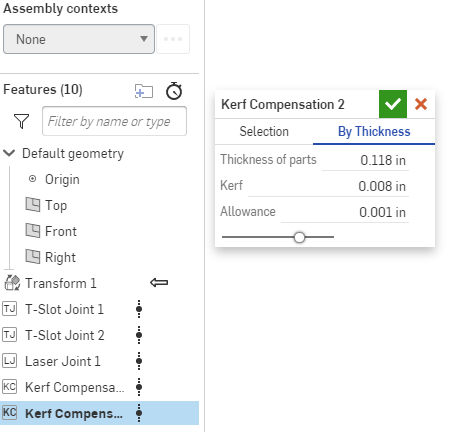 Assembly contexts
None
Features (10)
Filter by name or type
Default geometry
Origin
Top
Front
Right
Transform 1
TJ T-Slot Joint 1
TJ T-Slot Joint 2
LJ Laser Joint 1
KC Kerf Compensa...
KC Kerf Compens...
Kerf Compensation 2
Selection By Thickness
Thickness of parts 0.118 in
Kerf 0.008 in
Allowance 0.001 in